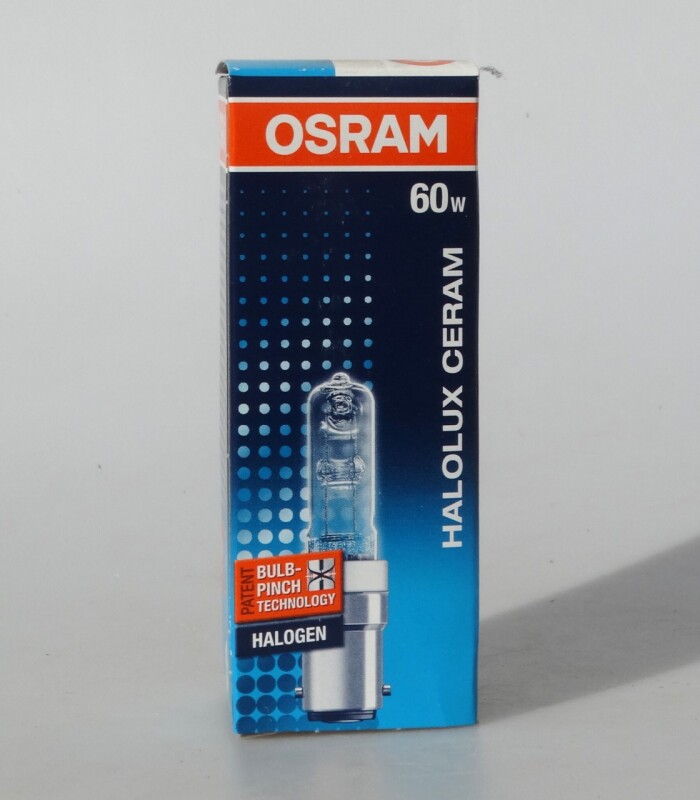 OSRAM
60W
HALOLUX CERAM
PATENT
BULB-
PINCH
TECHNOLOGY
HALOGEN